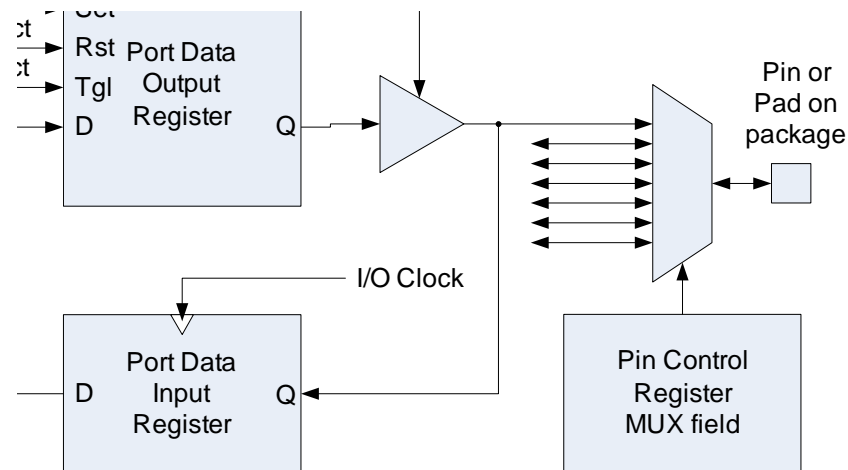 Rst
Tgl
D
Port Data
Output
Register
Q
Pin or
Pad on
package
I/O Clock
Port Data
Input
Register
D
Q
Pin Control
Register
MUX field